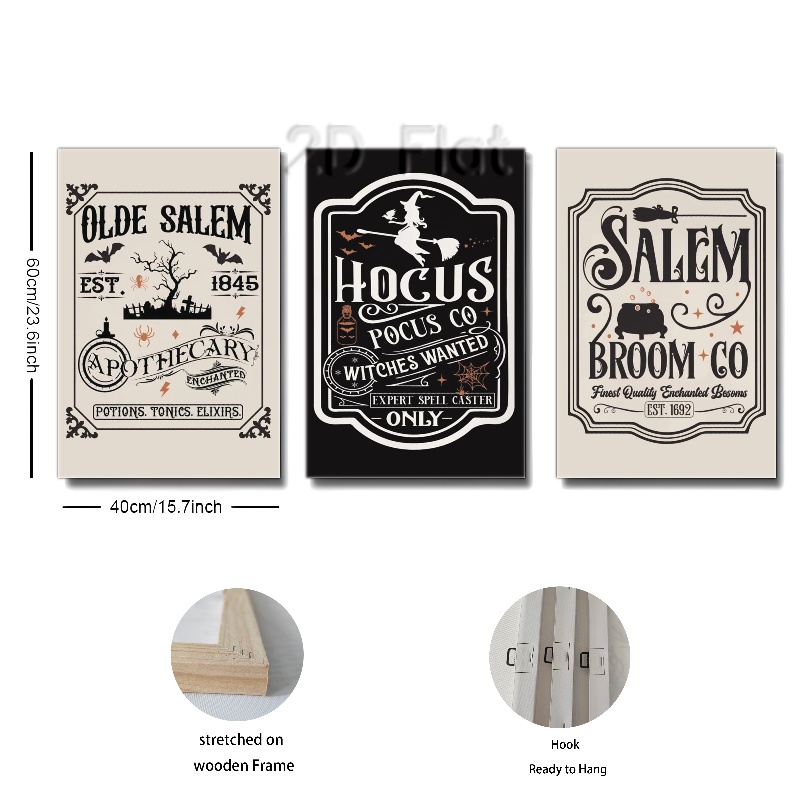 2D Flat
OLDE SALEM
EST. 1845
APOTHECARY
ENCHANTED
POTIONS. TONICS. ELIXIRS.
HOCUS
POCUS CO
WITCHES WANTED
EXPERT SPELL CASTER
ONLY
SALEM
BROOM CO
Finest Quality Enchanted Besoms
EST. 1692
60cm/23.6inch
40cm/15.7inch
stretched on
wooden Frame
Hook
Ready to Hang